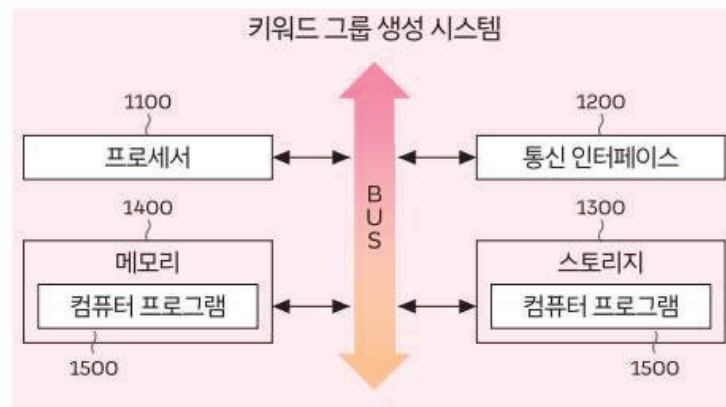 키워드 그룹 생성 시스템
1100
프로세서
1200
통신 인터페이스
BUS
1400
메모리
컴퓨터 프로그램
1500
1300
스토리지
컴퓨터 프로그램
1500